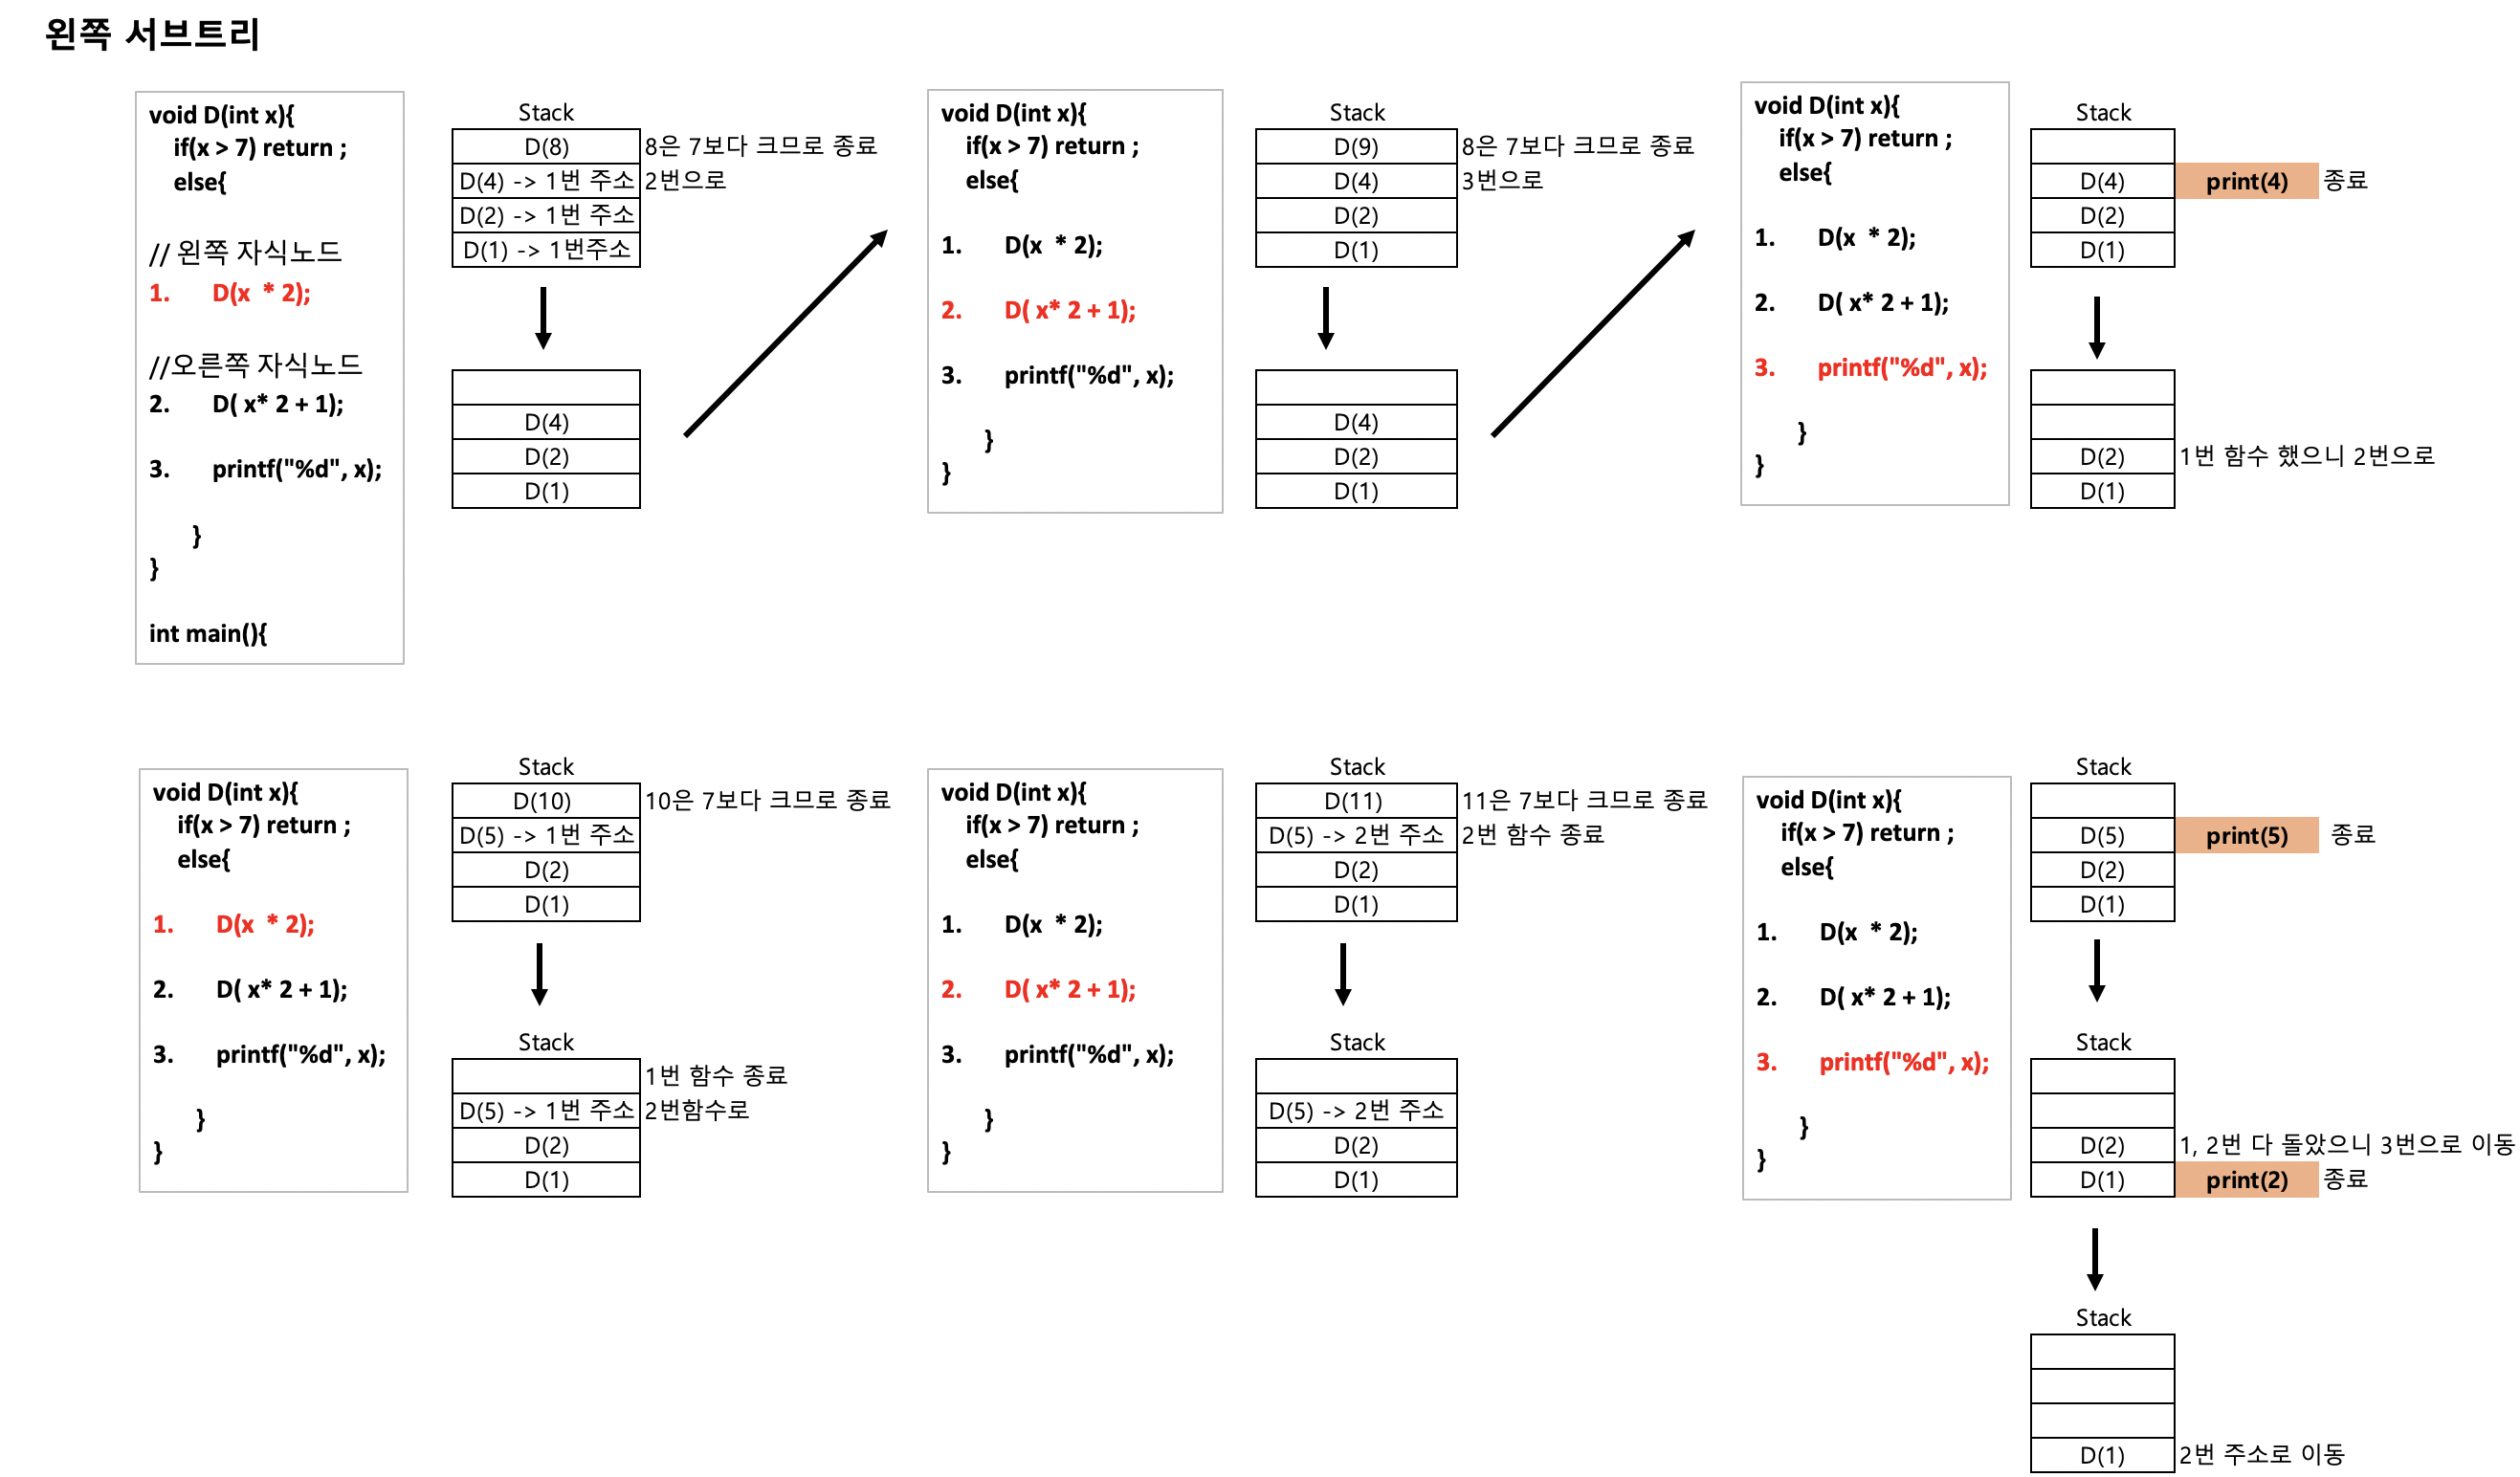 왼쪽 서브트리
void D(int x){
if(x > 7) return ;
else{
// 왼쪽 자식노드
1. D(x * 2);
//오른쪽 자식노드
2. D( x* 2 + 1);
3. printf("%d", x);
}
}
int main(){
Stack
D(8) 8은 7보다 크므로 종료
D(4) -> 1번 주소 2번으로
D(2) -> 1번 주소
D(1) -> 1번주소
D(4)
D(2)
D(1)
void D(int x){
if(x > 7) return ;
else{
1. D(x * 2);
2. D( x* 2 + 1);
3. printf("%d", x);
}
}
Stack
D(9) 8은 7보다 크므로 종료
D(4) 3번으로
D(2)
D(1)
D(4)
D(2)
D(1)
void D(int x){
if(x > 7) return ;
else{
1. D(x * 2);
2. D( x* 2 + 1);
3. printf("%d", x);
}
}
Stack
D(4) print(4) 종료
D(2)
D(1)
D(2) 1번 함수 했으니 2번으로
D(1)
void D(int x){
if(x > 7) return ;
else{
1. D(x * 2);
2. D( x* 2 + 1);
3. printf("%d", x);
}
}
Stack
D(10) 10은 7보다 크므로 종료
D(5) -> 1번 주소
D(2)
D(1)
Stack
1번 함수 종료
D(5) -> 1번 주소 2번함수로
D(2)
D(1)
void D(int x){
if(x > 7) return ;
else{
1. D(x * 2);
2. D( x* 2 + 1);
3. printf("%d", x);
}
}
Stack
D(11) 11은 7보다 크므로 종료
D(5) -> 2번 주소 2번 함수 종료
D(2)
D(1)
Stack
D(5) -> 2번 주소
D(2)
D(1)
void D(int x){
if(x > 7) return ;
else{
1. D(x * 2);
2. D( x* 2 + 1);
3. printf("%d", x);
}
}
Stack
D(5) print(5) 종료
D(2)
D(1)
Stack
D(2) 1, 2번 다 돌았으니 3번으로 이동
D(1) print(2) 종료
Stack
D(1) 2번 주소로 이동